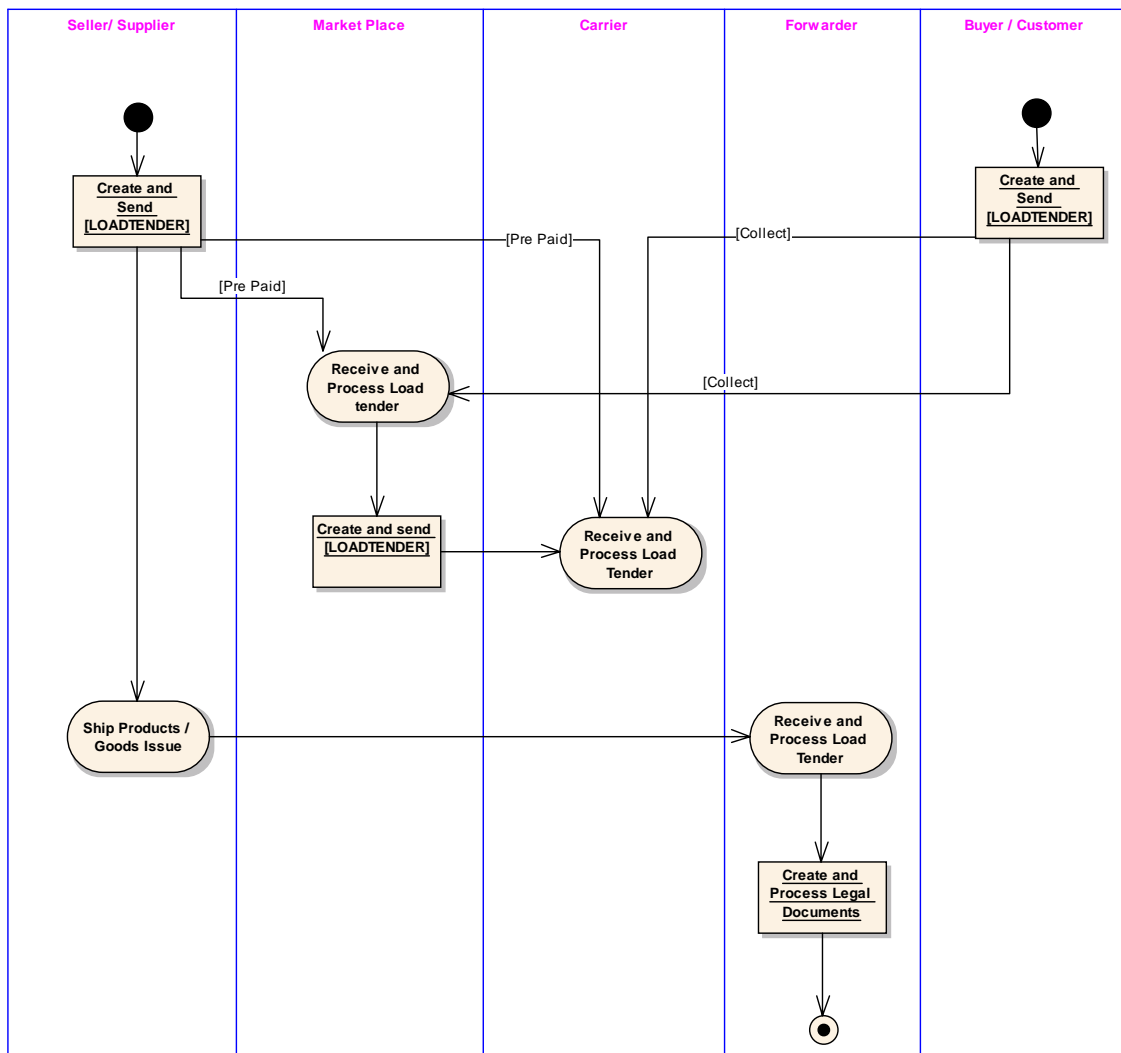 Seller/ Supplier
Market Place
Carrier
Forwarder
Buyer / Customer
Create and
Send
[LOADTENDER]
Create and
Send
[LOADTENDER]
[Pre Paid]
[Collect]
[Pre Paid]
Receive and
Process Load
tender
[Collect]
Create and send
[LOADTENDER]
Receive and
Process Load
Tender
Ship Products /
Goods Issue
Receive and
Process Load
Tender
Create and
Process Legal
Documents